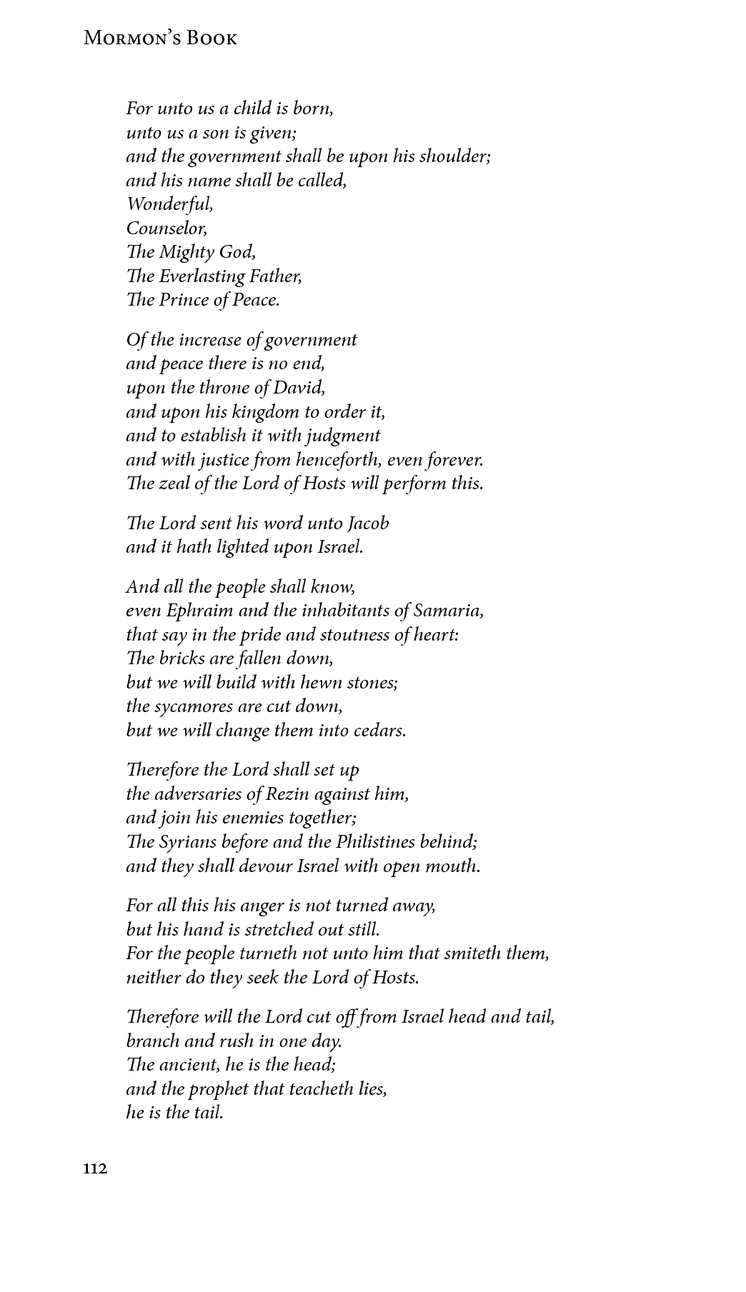 Mormon’s Book
For unto us a child is born,
unto us a son is given;
and the government shall be upon his shoulder;
and his name shall be called,
Wonderful,
Counselor,
The Mighty God,
The Everlasting Father,
The Prince of Peace.
Of the increase of government
and peace there is no end,
upon the throne of David,
and upon his kingdom to order it,
and to establish it with judgment
and with justice from henceforth, even forever.
The zeal of the Lord of Hosts will perform this.
The Lord sent his word unto Jacob
and it hath lighted upon Israel.
And all the people shall know,
even Ephraim and the inhabitants of Samaria,
that say in the pride and stoutness of heart:
The bricks are fallen down,
but we will build with hewn stones;
the sycamores are cut down,
but we will change them into cedars.
Therefore the Lord shall set up
the adversaries of Rezin against him,
and join his enemies together;
The Syrians before and the Philistines behind;
and they shall devour Israel with open mouth.
For all this his anger is not turned away,
but his hand is stretched out still.
For the people turneth not unto him that smiteth them,
neither do they seek the Lord of Hosts.
Therefore will the Lord cut off from Israel head and tail,
branch and rush in one day.
The ancient, he is the head;
and the prophet that teacheth lies,
he is the tail.
112